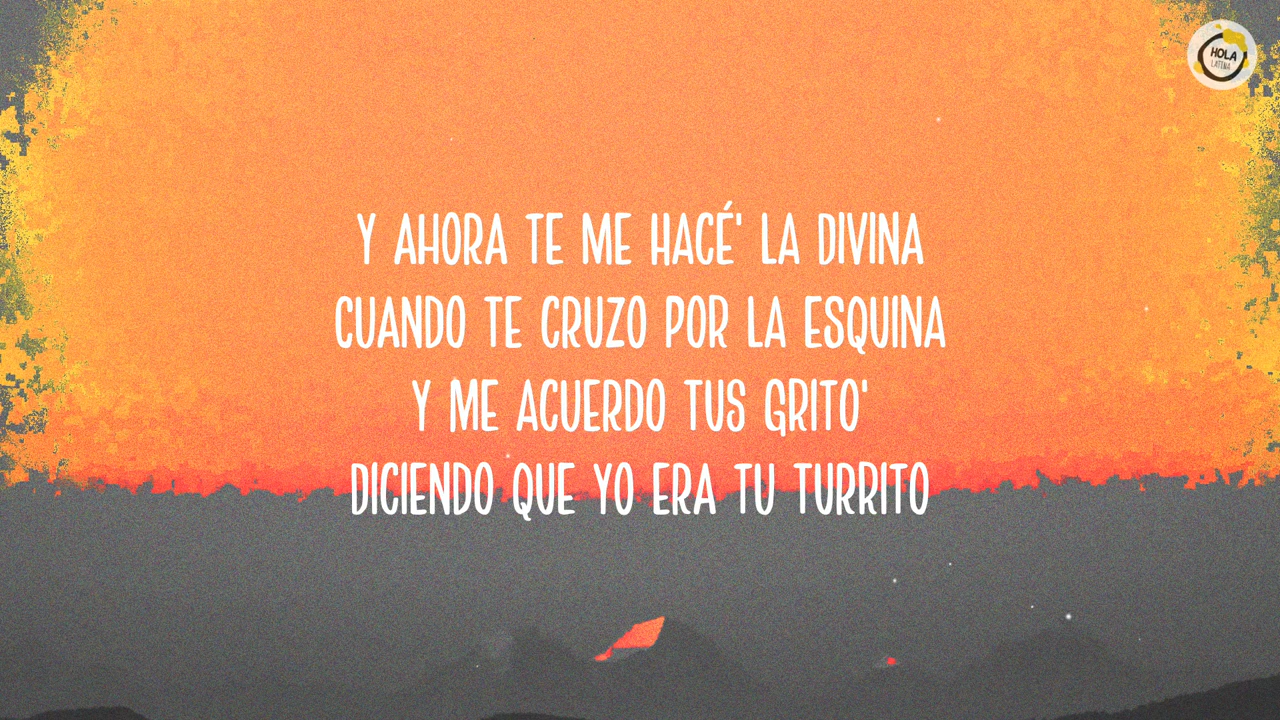 HOLA
LATINA
Y AHORA TE ME HACÉ' LA DIVINA
CUANDO TE CRUZO POR LA ESQUINA
Y ME ACUERDO TUS GRITO'
DICIENDO QUE YO ERA TU TURRITO